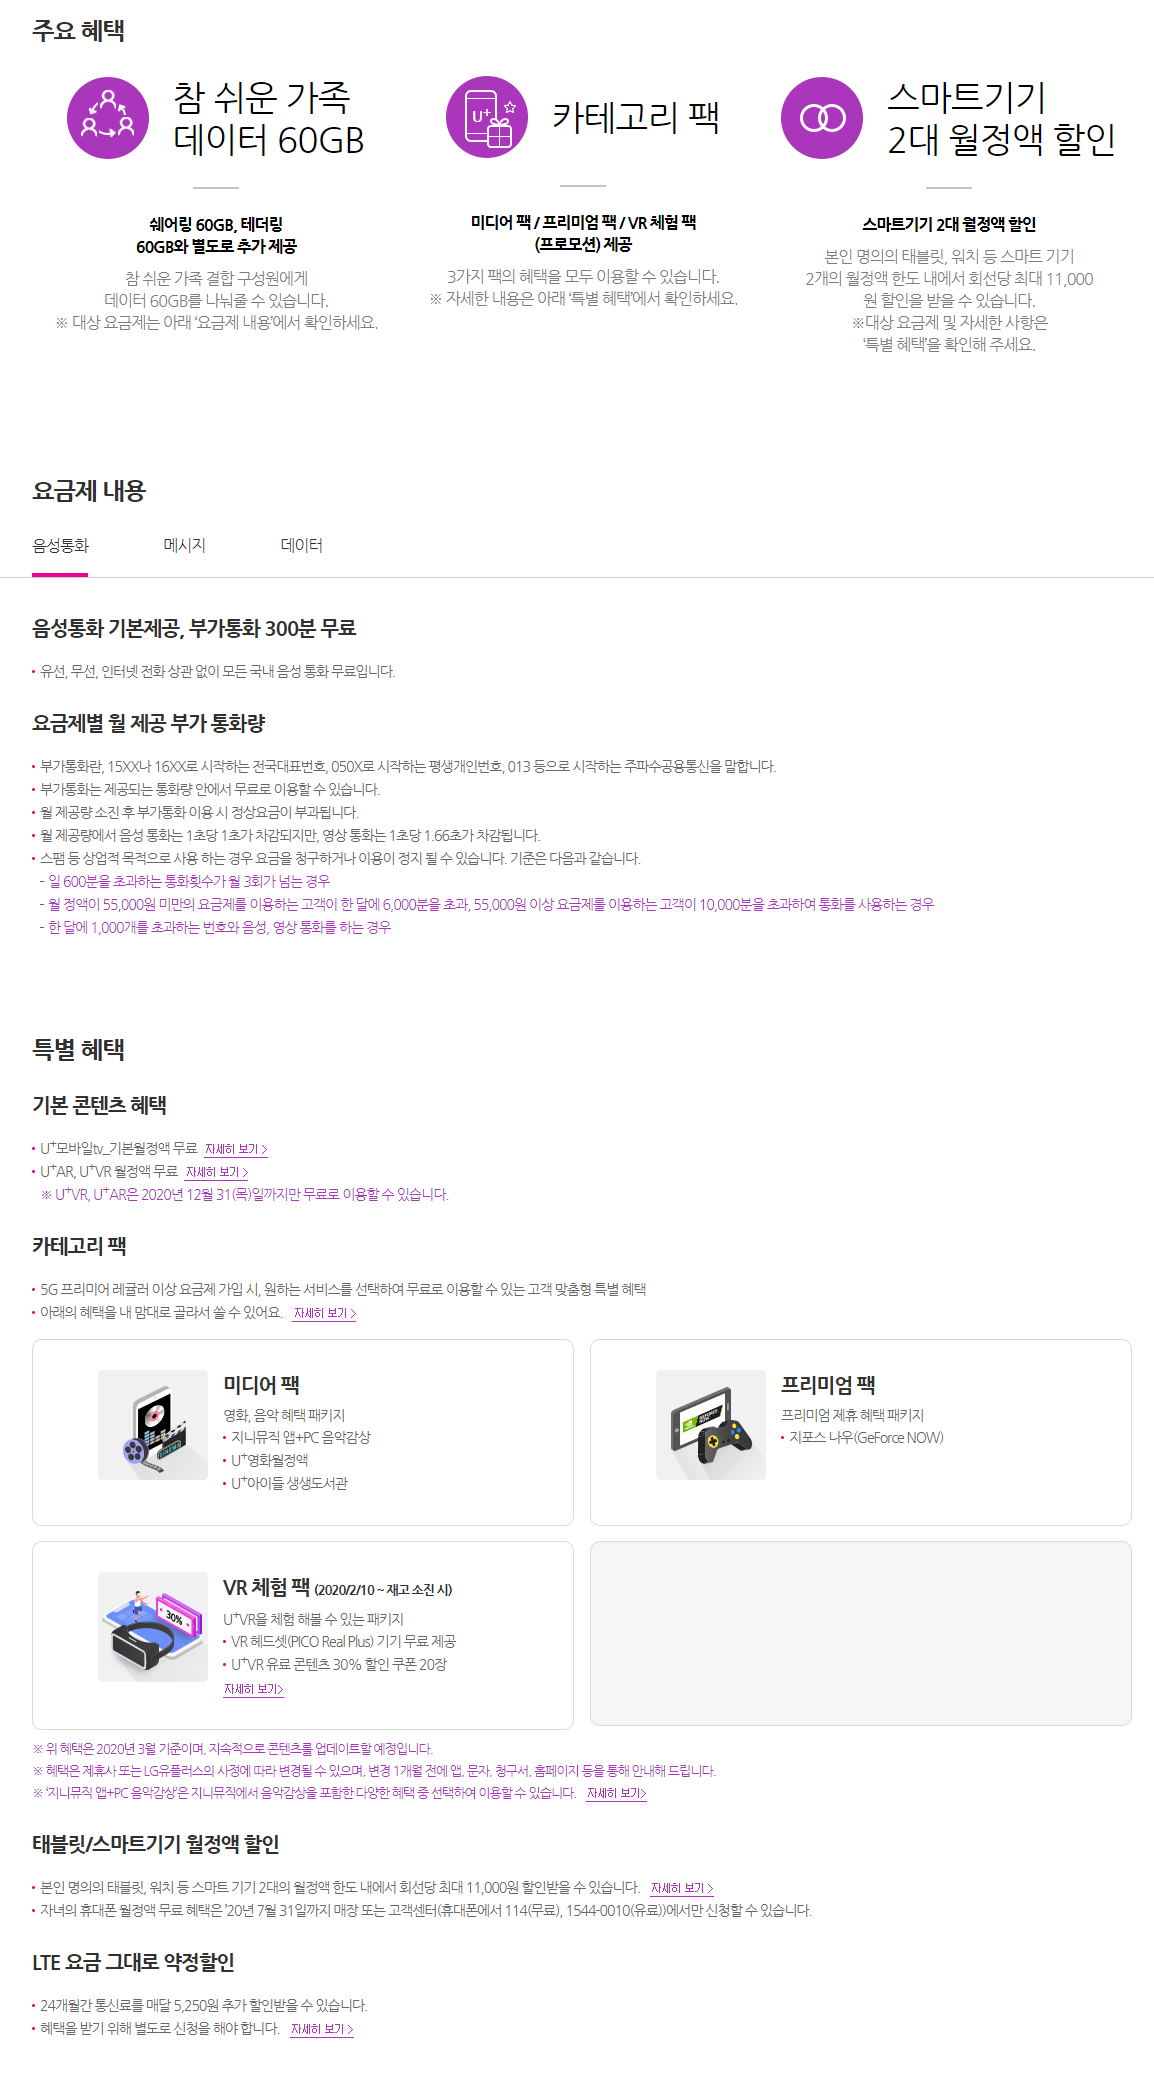 주요 혜택
참 쉬운 가족
데이터 60GB
쉐어링 60GB, 테더링
60GB와 별도로 추가 제공
참 쉬운 가족 결합 구성원에게
데이터 60GB를 나눠줄 수 있습니다.
※ 대상 요금제는 아래 ‘요금제 내용’에서 확인하세요.
U+
카테고리 팩
미디어 팩 / 프리미엄 팩 / VR 체험 팩
(프로모션) 제공
3가지 팩의 혜택을 모두 이용할 수 있습니다.
※ 자세한 내용은 아래 ‘특별 혜택’에서 확인하세요.
스마트기기
2대 월정액 할인
스마트기기 2대 월정액 할인
본인 명의의 태블릿, 워치 등 스마트 기기
2개의 월정액 한도 내에서 회선당 최대 11,000
원 할인을 받을 수 있습니다.
※대상 요금제 및 자세한 사항은
‘특별 혜택’을 확인해 주세요.
요금제 내용
음성통화 메시지 데이터
음성통화 기본제공, 부가통화 300분 무료
• 유선, 무선, 인터넷 전화 상관 없이 모든 국내 음성 통화 무료입니다.
요금제별 월 제공 부가 통화량
• 부가통화란, 15XX나 16XX로 시작하는 전국대표번호, 050X로 시작하는 평생개인번호, 013 등으로 시작하는 주파수공용통신을 말합니다.
• 부가통화는 제공되는 통화량 안에서 무료로 이용할 수 있습니다.
• 월 제공량 소진 후 부가통화 이용 시 정상요금이 부과됩니다.
• 월 제공량에서 음성 통화는 1초당 1초가 차감되지만, 영상 통화는 1초당 1.66초가 차감됩니다.
• 스팸 등 상업적 목적으로 사용 하는 경우 요금을 청구하거나 이용이 정지 될 수 있습니다. 기준은 다음과 같습니다.
- 일 600분을 초과하는 통화횟수가 월 3회가 넘는 경우
- 월 정액이 55,000원 미만의 요금제를 이용하는 고객이 한 달에 6,000분을 초과, 55,000원 이상 요금제를 이용하는 고객이 10,000분을 초과하여 통화를 사용하는 경우
- 한 달에 1,000개를 초과하는 번호와 음성, 영상 통화를 하는 경우
특별 혜택
기본 콘텐츠 혜택
• U+모바일tv_기본월정액 무료 자세히 보기 >
• U+AR, U+VR 월정액 무료 자세히 보기 >
※ U+VR, U+AR은 2020년 12월 31(목)일까지만 무료로 이용할 수 있습니다.
카테고리 팩
• 5G 프리미어 레귤러 이상 요금제 가입 시, 원하는 서비스를 선택하여 무료로 이용할 수 있는 고객 맞춤형 특별 혜택
• 아래의 혜택을 내 맘대로 골라서 쓸 수 있어요. 자세히 보기 >
CINEMA
미디어 팩
영화, 음악 혜택 패키지
• 지니뮤직 앱+PC 음악감상
• U+영화월정액
• U+아이들 생생도서관
GEFORCE NOW
프리미엄 팩
프리미엄 제휴 혜택 패키지
• 지포스 나우(GeForce NOW)
30%
VR 체험 팩 (2020/2/10 ~ 재고 소진 시)
U+VR을 체험 해볼 수 있는 패키지
• VR 헤드셋(PICO Real Plus) 기기 무료 제공
• U+VR 유료 콘텐츠 30% 할인 쿠폰 20장
자세히 보기>
※ 위 혜택은 2020년 3월 기준이며, 지속적으로 콘텐츠를 업데이트할 예정입니다.
※ 혜택은 제휴사 또는 LG유플러스의 사정에 따라 변경될 수 있으며, 변경 1개월 전에 앱, 문자, 청구서, 홈페이지 등을 통해 안내해 드립니다.
※ ‘지니뮤직 앱+PC 음악감상’은 지니뮤직에서 음악감상을 포함한 다양한 혜택 중 선택하여 이용할 수 있습니다. 자세히 보기>
태블릿/스마트기기 월정액 할인
• 본인 명의의 태블릿, 워치 등 스마트 기기 2대의 월정액 한도 내에서 회선당 최대 11,000원 할인받을 수 있습니다. 자세히 보기 >
• 자녀의 휴대폰 월정액 무료 혜택은 ’20년 7월 31일까지 매장 또는 고객센터(휴대폰에서 114(무료), 1544-0010(유료))에서만 신청할 수 있습니다.
LTE 요금 그대로 약정할인
• 24개월간 통신료를 매달 5,250원 추가 할인받을 수 있습니다.
• 혜택을 받기 위해 별도로 신청을 해야 합니다. 자세히 보기 >